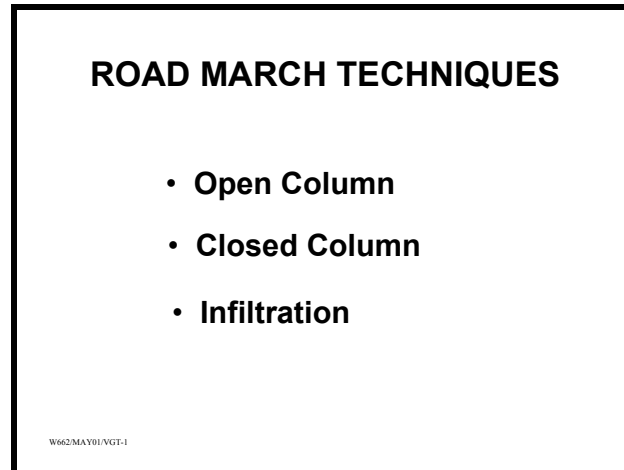 ROAD MARCH TECHNIQUES
• Open Column
• Closed Column
• Infiltration
W662/MAY01/VGT-1